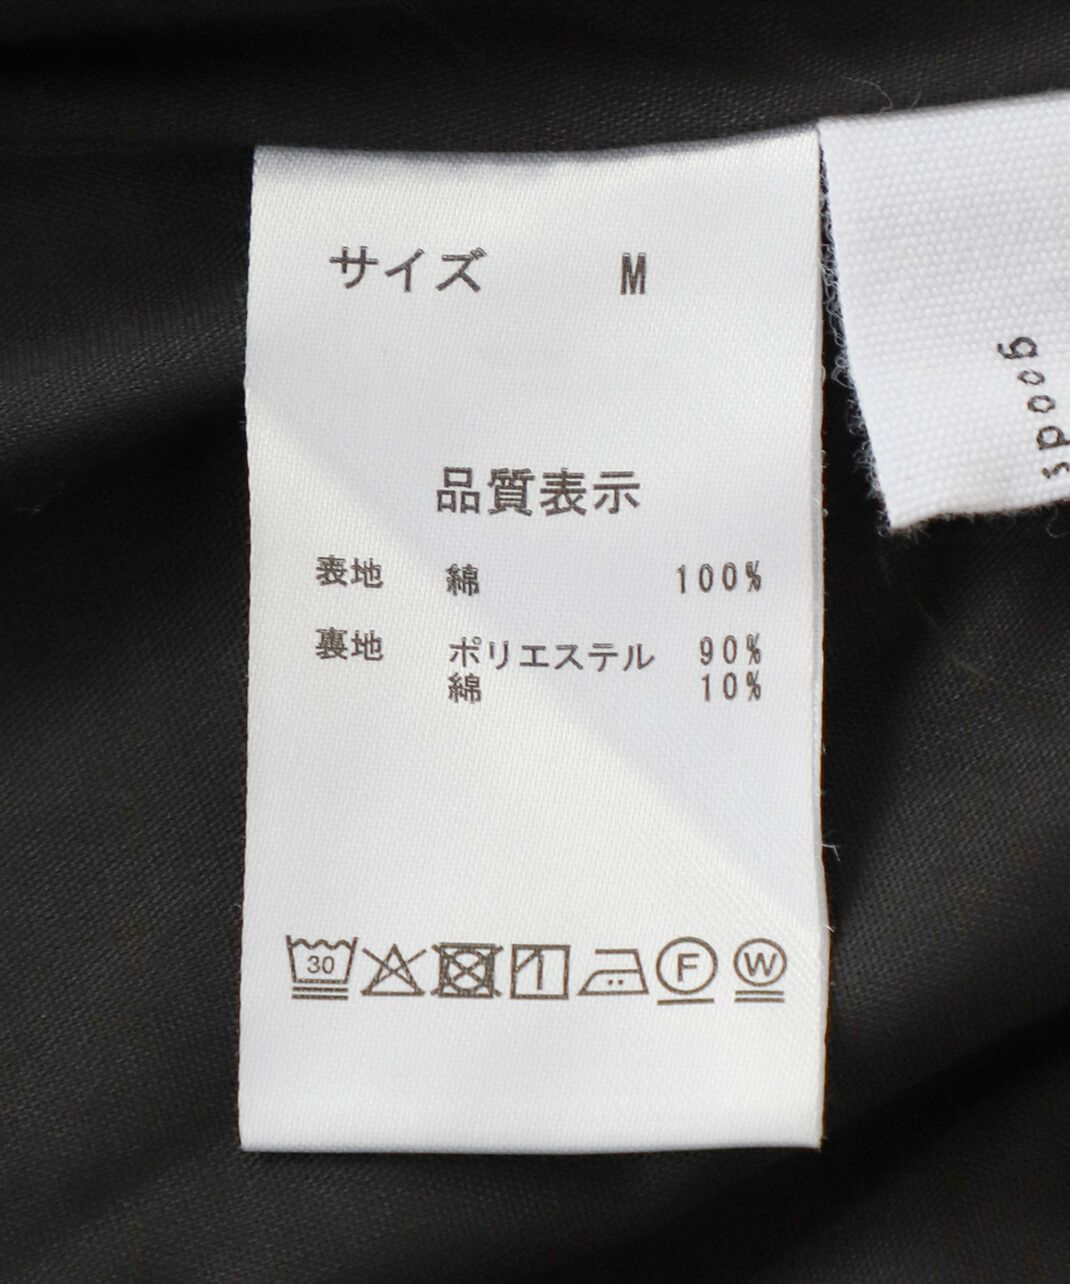 サイズ M
品質表示
表地 綿 100%
裏地 ポリエステル 90%
綿 10%
30
F
W
spoob